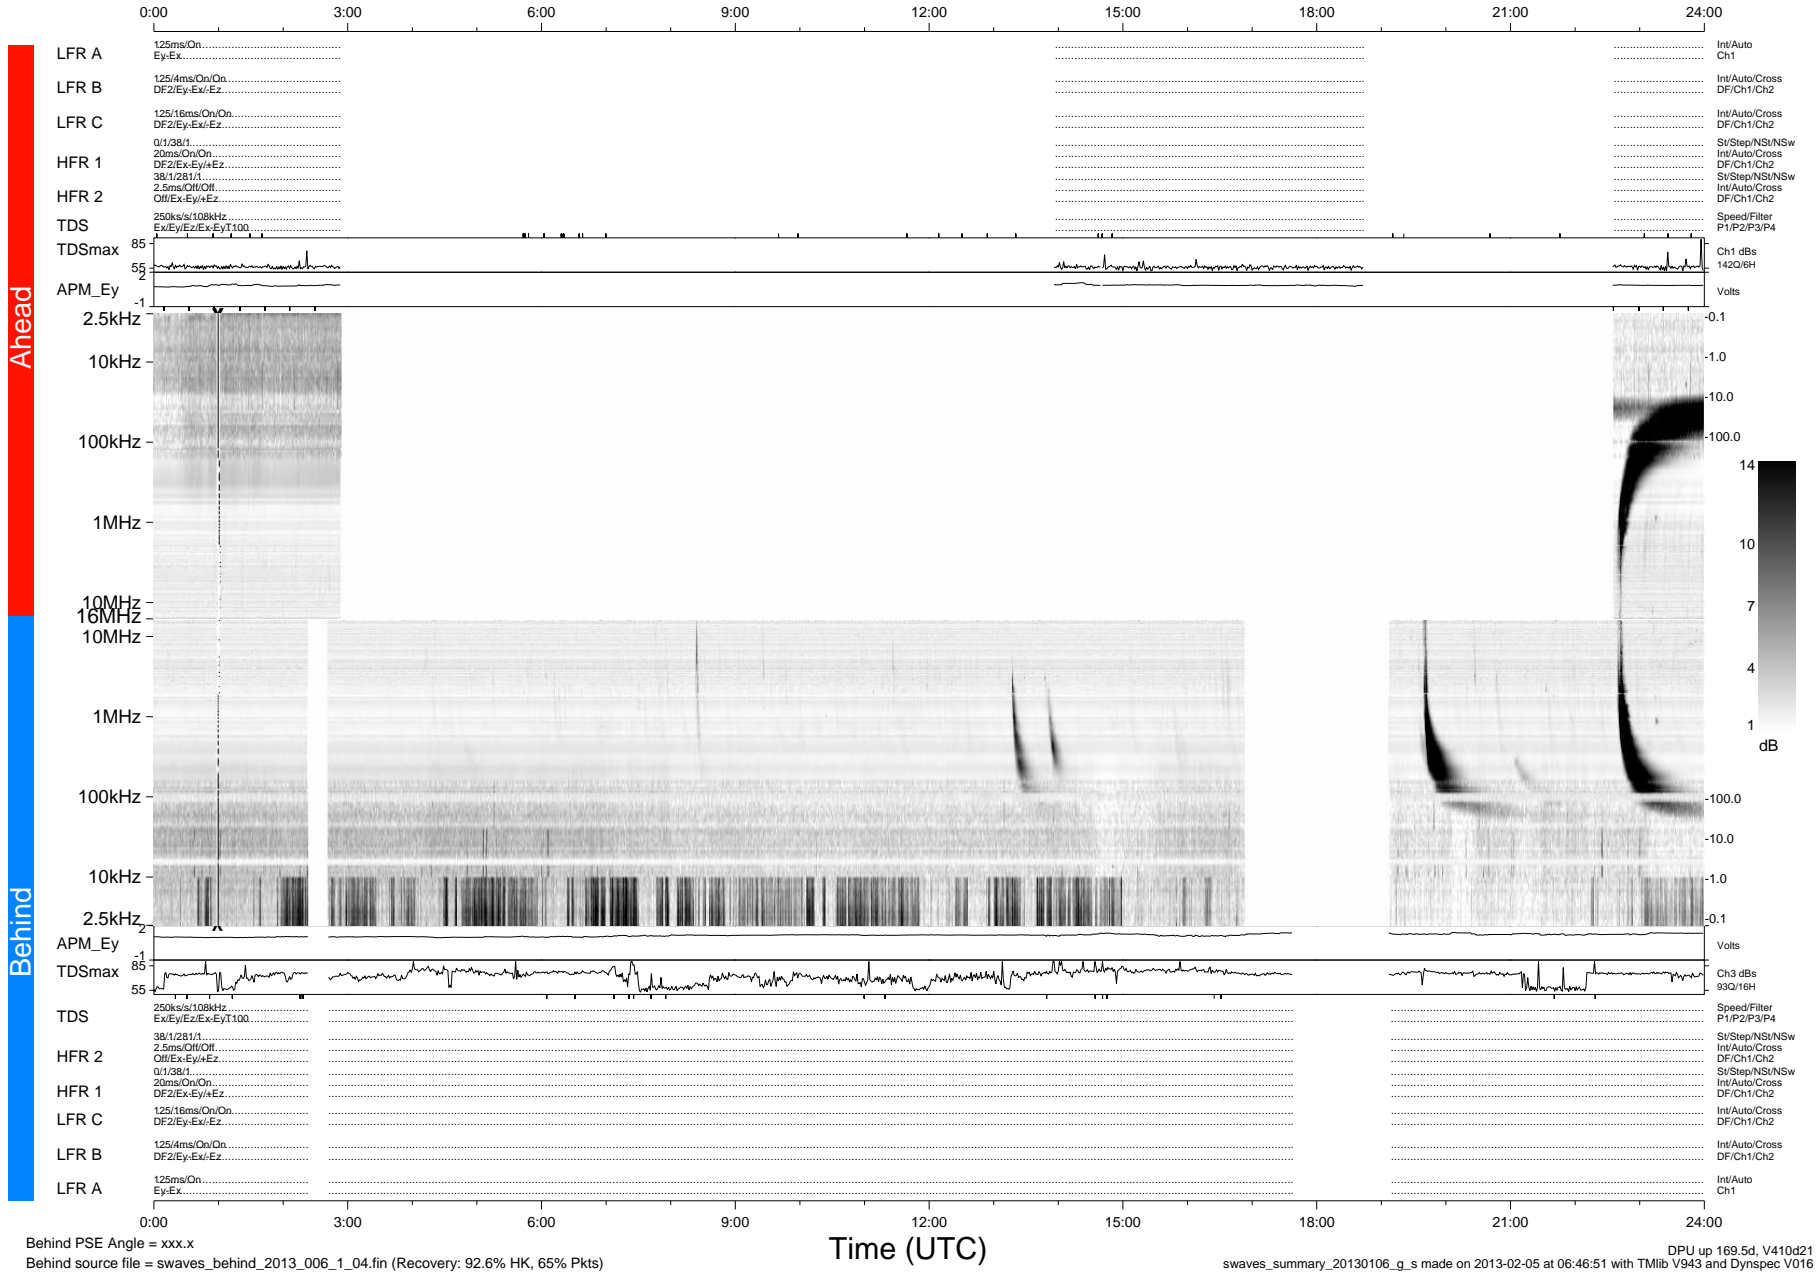 0:00 3:00 6:00 9:00 12:00 15:00 18:00 21:00 24:00
LFR A 125ms/On Int/Auto
Ey-Ex Ch1
LFR B 125/4ms/On/On Int/Auto/Cross
DF2/Ey-Ex/-Ez DF/Ch1/Ch2
LFR C 125/16ms/On/On Int/Auto/Cross
DF2/Ey-Ex/-Ez DF/Ch1/Ch2
0/1/38/1 St/Step/NSt/NSw
HFR 1 20ms/On/On Int/Auto/Cross
DF2/Ex-Ey/+Ez DF/Ch1/Ch2
38/1/281/1 St/Step/NSt/NSw
HFR 2 2.5ms/Off/Off Int/Auto/Cross
Off/Ex-Ey/+Ez DF/Ch1/Ch2
TDS 250ks/s/108kHz Speed/Filter
Ex/Ey/Ez/Ex-EyT100 P1/P2/P3/P4
TDSmax 85 Ch1 dBs
55 142Q/6H
2
APM_Ey Volts
-1
Ahead
2.5kHz 0.1
10kHz 1.0
10.0
100kHz 100.0
1MHz
10MHz
16MHz
14
10
7
4
1
dB
Behind
10MHz
1MHz
100kHz 100.0
10.0
10kHz 1.0
2.5kHz 0.1
2
APM_Ey Volts
-1
TDSmax 85 Ch3 dBs
55 93Q/16H
TDS 250ks/s/108kHz Speed/Filter
Ex/Ey/Ez/Ex-EyT100 P1/P2/P3/P4
38/1/281/1 St/Step/NSt/NSw
HFR 2 2.5ms/Off/Off Int/Auto/Cross
Off/Ex-Ey/+Ez DF/Ch1/Ch2
0/1/38/1 St/Step/NSt/NSw
HFR 1 20ms/On/On Int/Auto/Cross
DF2/Ex-Ey/+Ez DF/Ch1/Ch2
LFR C 125/16ms/On/On Int/Auto/Cross
DF2/Ey-Ex/-Ez DF/Ch1/Ch2
LFR B 125/4ms/On/On Int/Auto/Cross
DF2/Ey-Ex/-Ez DF/Ch1/Ch2
LFR A 125ms/On Int/Auto
Ey-Ex Ch1
0:00 3:00 6:00 9:00 12:00 15:00 18:00 21:00 24:00
Time (UTC)
Behind PSE Angle = xxx.x
Behind source file = swaves_behind_2013_006_1_04.fin (Recovery: 92.6% HK, 65% Pkts)
DPU up 169.5d, V410d21
swaves_summary_20130106_g_s made on 2013-02-05 at 06:46:51 with TMlib V943 and Dynspec V016